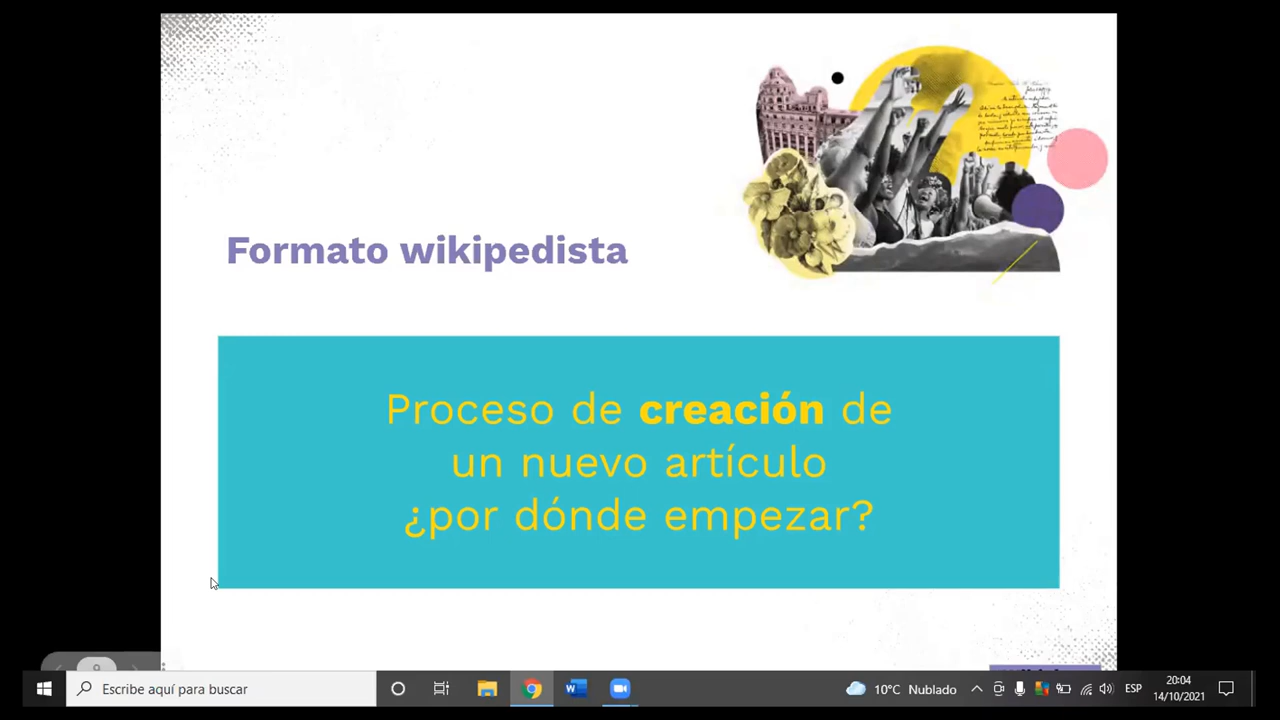 Formato wikipedista
Proceso de creación de
un nuevo artículo
¿por dónde empezar?
9
Escribe aquí para buscar
10°C Nublado
ESP
20:04
14/10/2021